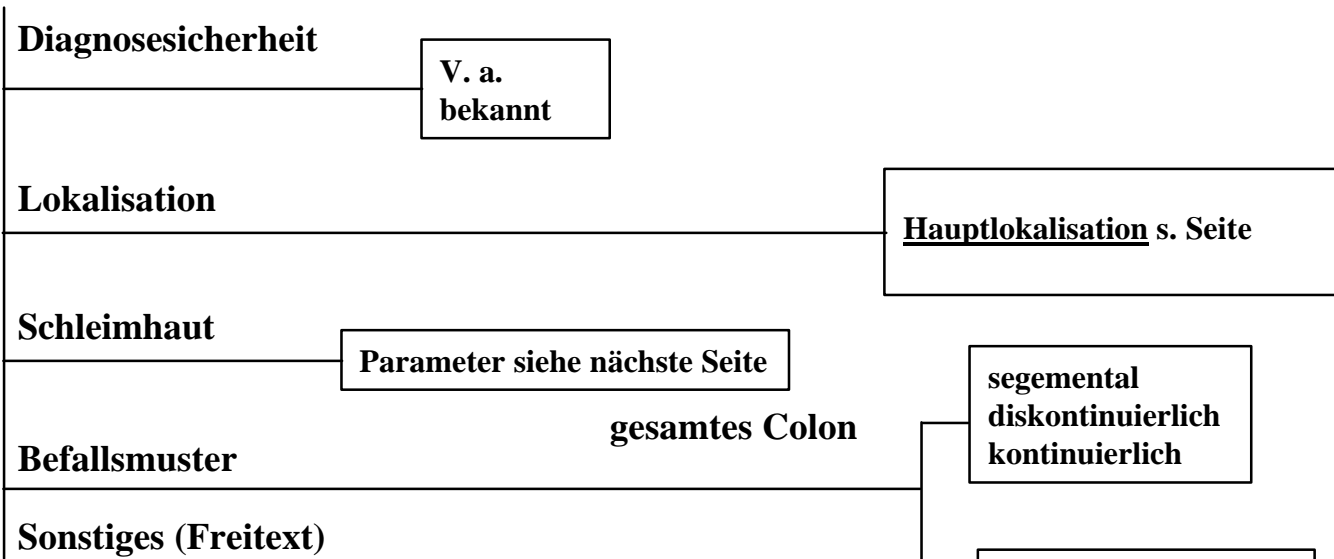 Diagnosesicherheit
V. a.
bekannt
Lokalisation
Hauptlokalisation s. Seite
Schleimhaut
Parameter siehe nächste Seite
gesamtes Colon
segemental
diskontinuierlich
kontinuierlich
Befallsmuster
Sonstiges (Freitext)